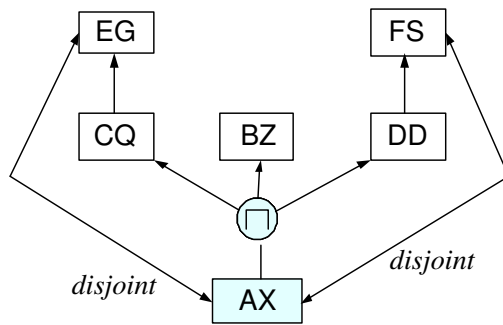 EG FS
CQ BZ DD
⊓
disjoint disjoint
AX